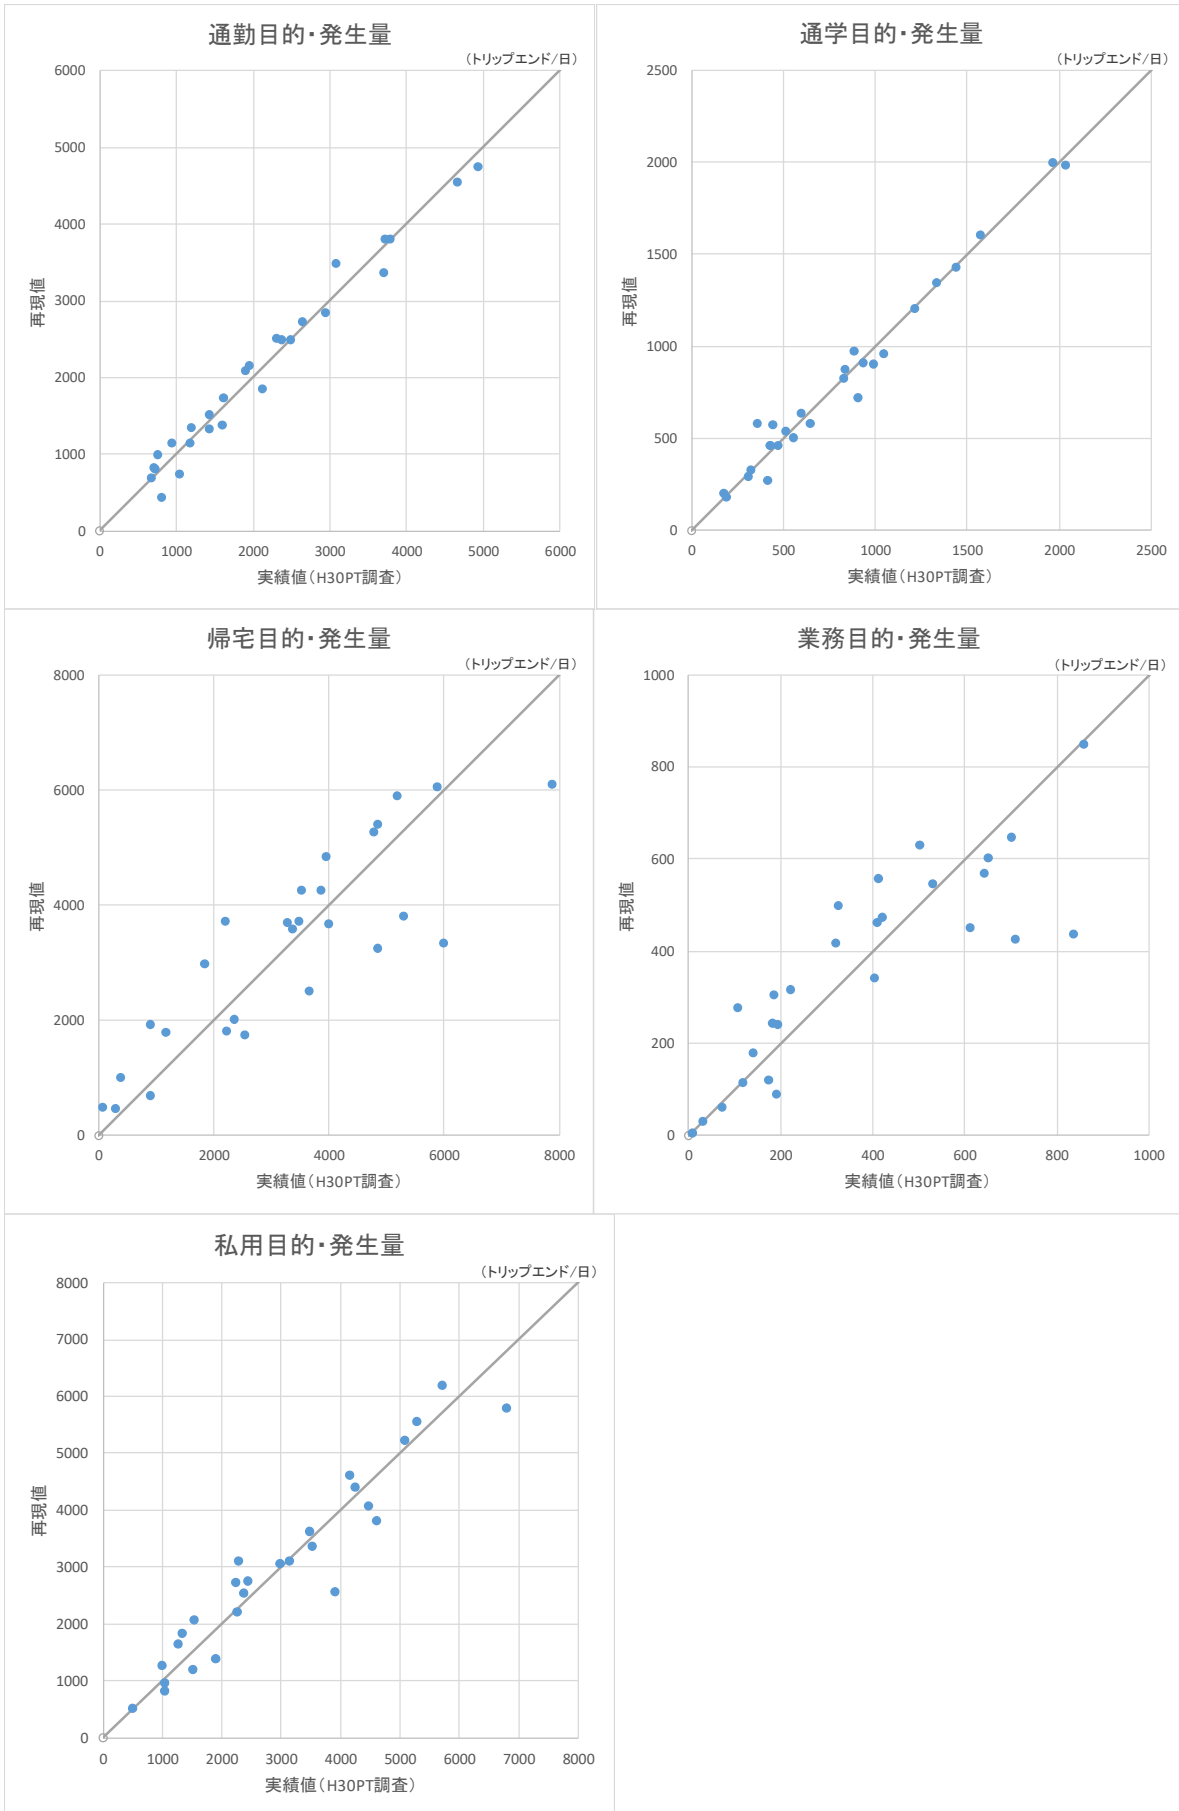 通勤目的・発生量
(トリップエンド/日)
6000
5000
4000
3000
2000
1000
0
再現値
0 1000 2000 3000 4000 5000 6000
実績値(H30PT調査)
通学目的・発生量
(トリップエンド/日)
2500
2000
1500
1000
500
0
再現値
0 500 1000 1500 2000 2500
実績値(H30PT調査)
帰宅目的・発生量
(トリップエンド/日)
8000
6000
4000
2000
0
再現値
0 2000 4000 6000 8000
実績値(H30PT調査)
業務目的・発生量
(トリップエンド/日)
1000
800
600
400
200
0
再現値
0 200 400 600 800 1000
実績値(H30PT調査)
私用目的・発生量
(トリップエンド/日)
8000
7000
6000
5000
4000
3000
2000
1000
0
再現値
0 1000 2000 3000 4000 5000 6000 7000 8000
実績値(H30PT調査)